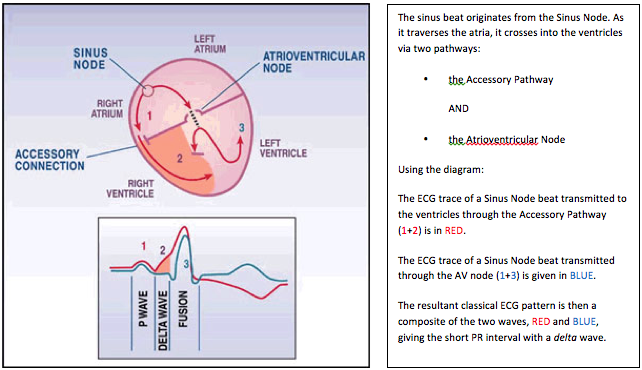 LEFT
ATRIUM
SINUS
NODE
ATRIOVENTRICULAR
NODE
RIGHT
ATRIUM
1
3
2
LEFT
VENTRICLE
ACCESSORY
CONNECTION
RIGHT
VENTRICLE
1
2
3
P WAVE
DELTA WAVE
FUSION
The sinus beat originates from the Sinus Node. As
it traverses the atria, it crosses into the ventricles
via two pathways:
• the Accessory Pathway
AND
• the Atrioventricular Node
Using the diagram:
The ECG trace of a Sinus Node beat transmitted to
the ventricles through the Accessory Pathway
(1+2) is in RED.
The ECG trace of a Sinus Node beat transmitted
through the AV node (1+3) is given in BLUE.
The resultant classical ECG pattern is then a
composite of the two waves, RED and BLUE,
giving the short PR interval with a delta wave.